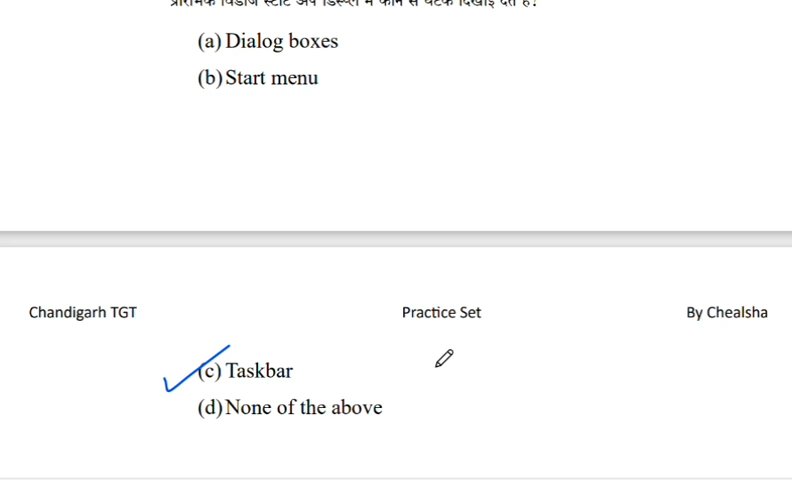 (a) Dialog boxes
(b) Start menu
Chandigarh TGT Practice Set By Chealsha
(c) Taskbar
(d) None of the above